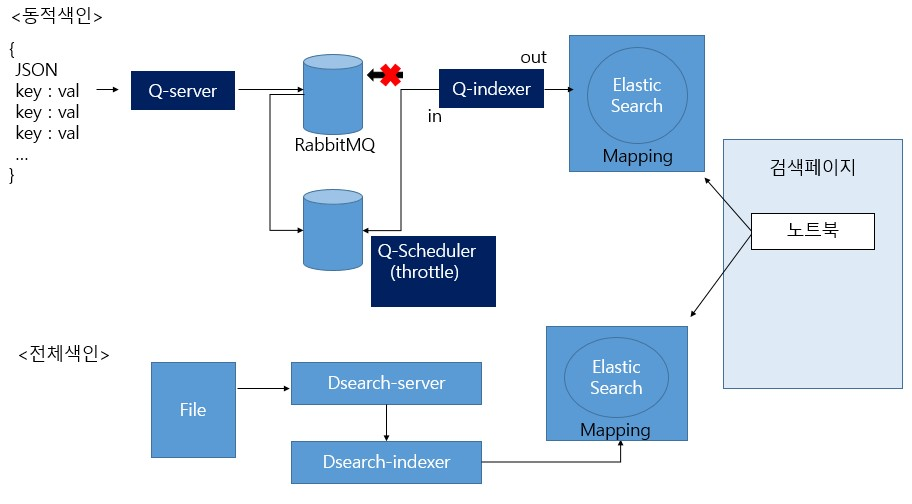 <동적색인>
{
JSON
key : val
key : val
key : val
...
}
Q-server
RabbitMQ
in
Q-indexer
out
Elastic
Search
Mapping
Q-Scheduler
(throttle)
검색페이지
노트북
<전체색인>
File
Dsearch-server
Dsearch-indexer
Elastic
Search
Mapping